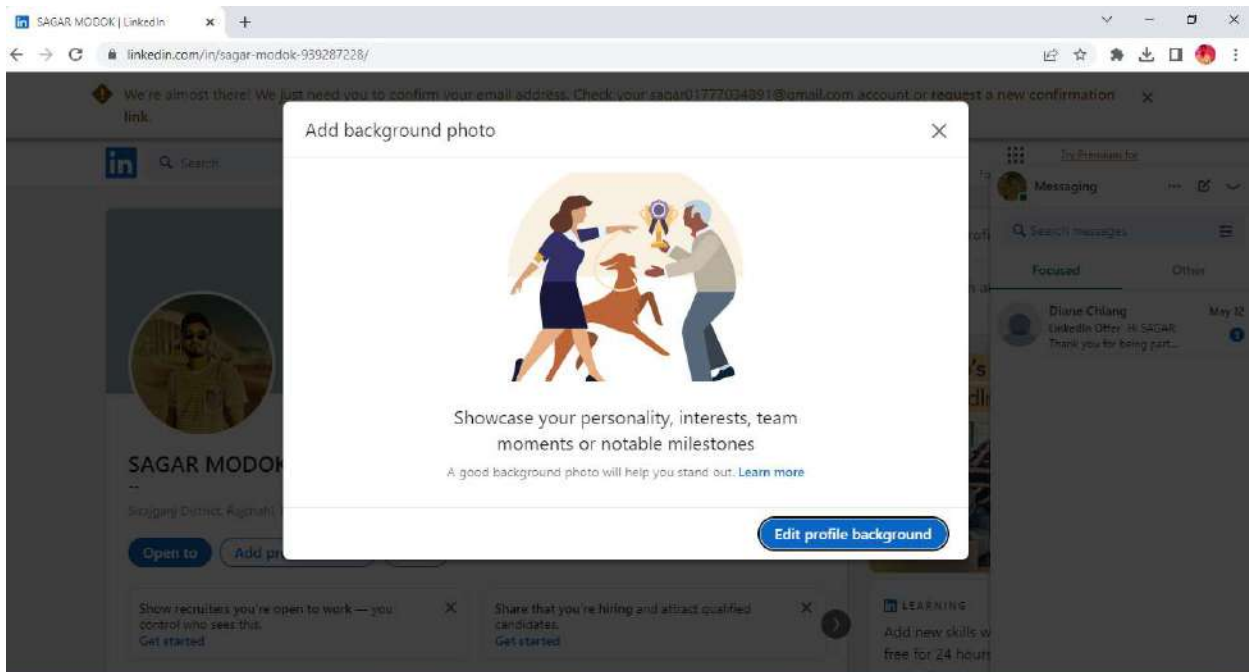 SAGAR MODOK | LinkedIn
linkedin.com/in/sagar-modok-939287228/
We're almost there! We just need you to confirm your email address. Check your sagar01777034891@gmail.com account or request a new confirmation
link.
Add background photo
in
Search
Try Premium for
Messaging
Search messages
Focused
Other
Diane Chiang
May 12
LinkedIn Offer Hi SAGAR,
Thank you for being part...
Showcase your personality, interests, team
moments or notable milestones
A good background photo will help you stand out. Learn more
SAGAR MODOK
--
Sirajganj District,
Open to
Add pr
Edit profile background
Show recruiters you're open to work — you
control who sees this.
Get started
Share that you're hiring and attract qualified
candidates.
Get started
LEARNING
Add new skills w
free for 24 hours